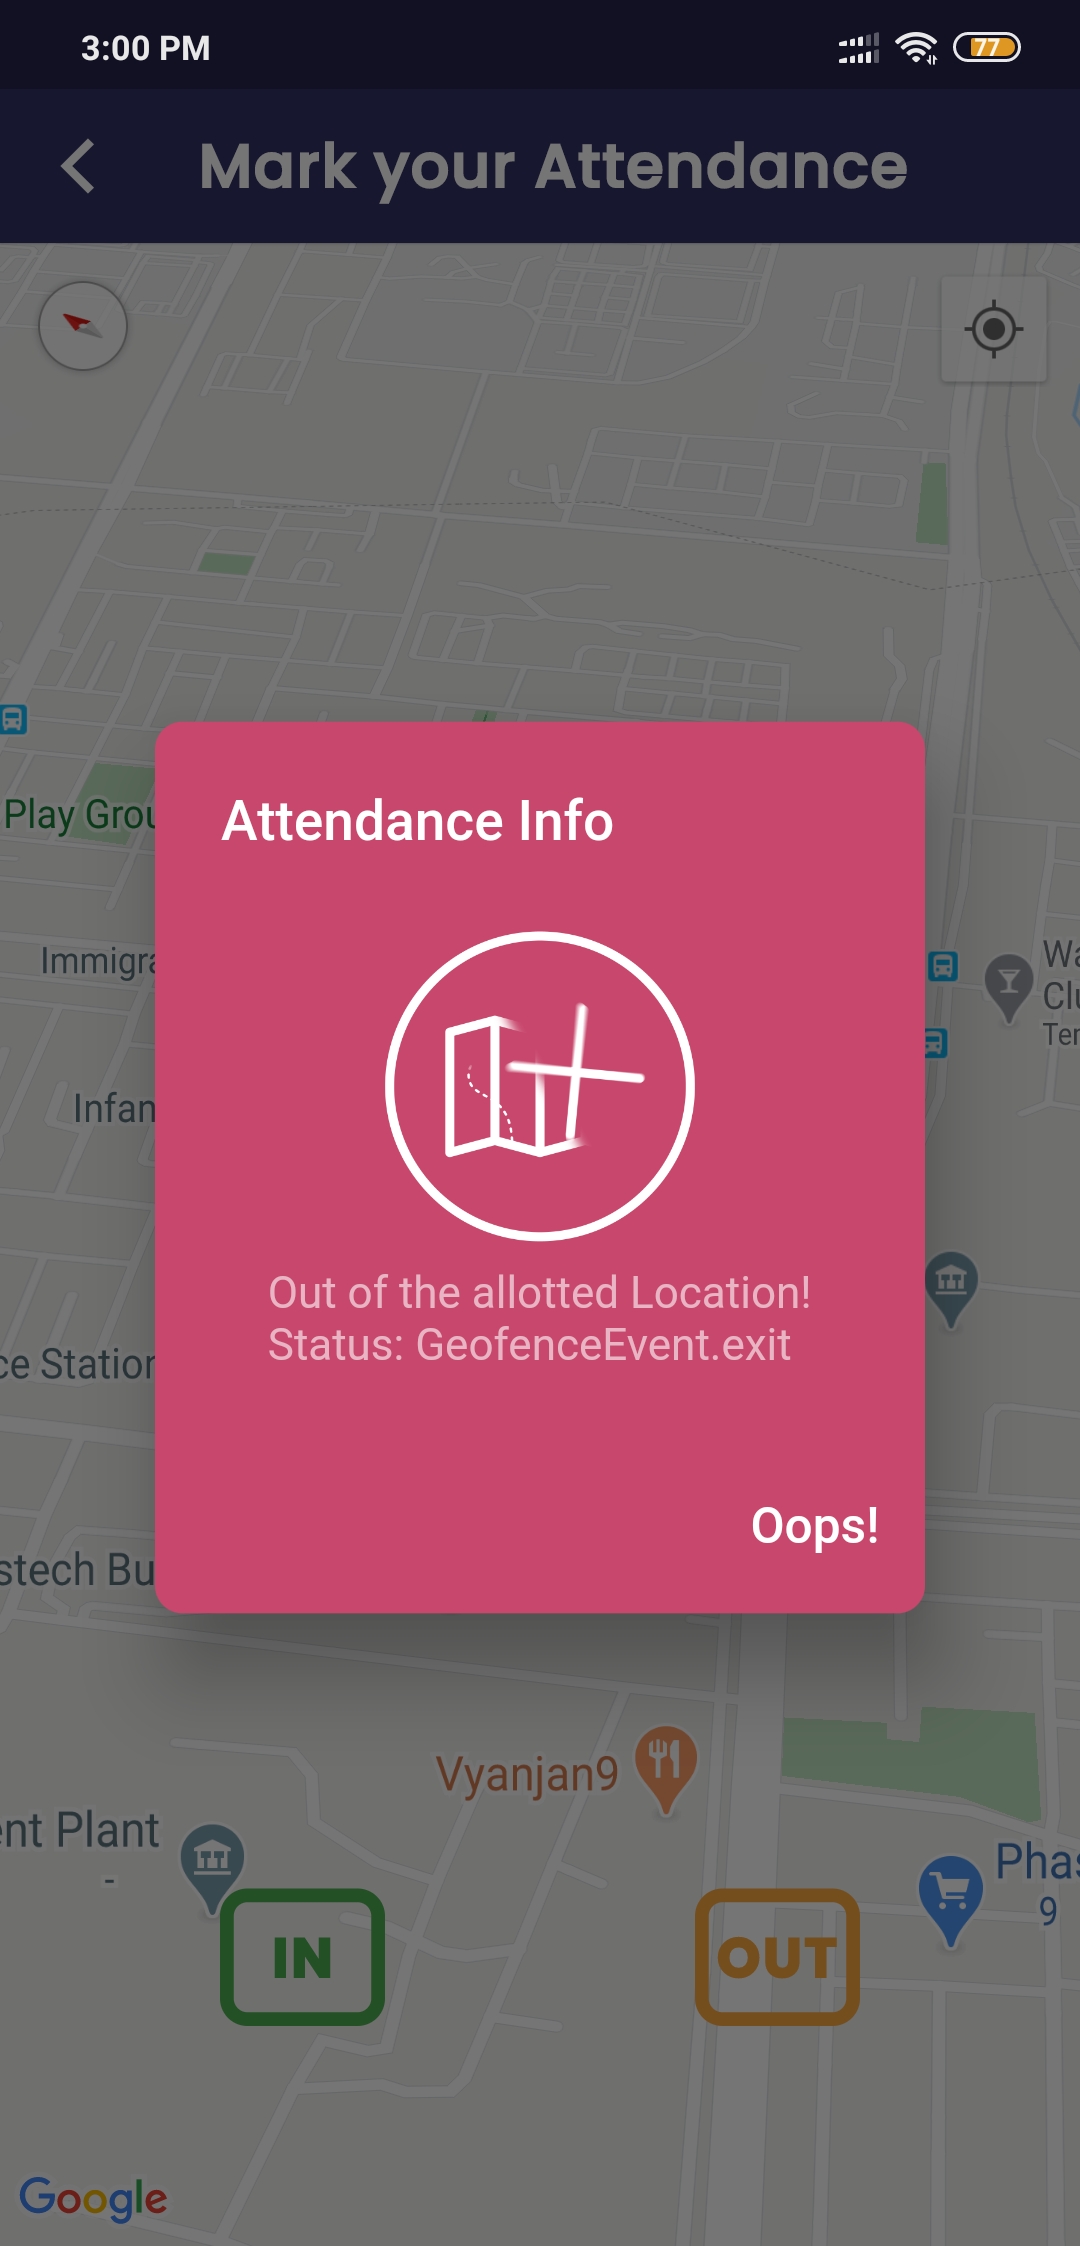 3:00 PM
77
Mark your Attendance
Play Grou
Immigra
Infan
ce Station
stech Bu
Wa
Clu
Ter
Attendance Info
Out of the allotted Location!
Status: GeofenceEvent.exit
Oops!
Vyanjan9
ent Plant
-
Phas
9
IN
OUT
Google